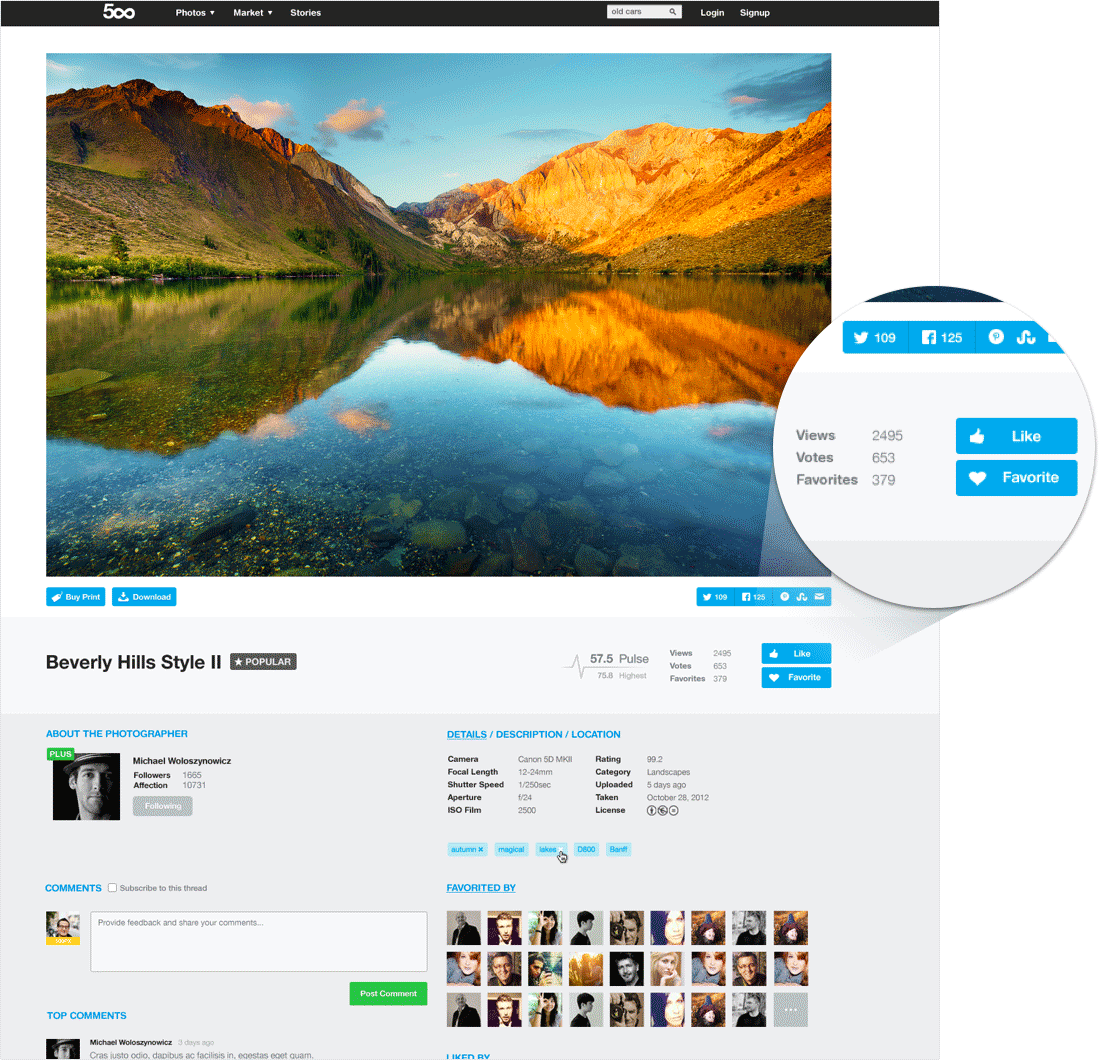 500
Photos ▼ Market ▼ Stories old cars Login Signup
109 125
Views 2495
Votes 653
Favorites 379
Like
Favorite
Buy Print Download 109 125
Beverly Hills Style II ★ POPULAR
57.5 Pulse
75.8 Highest
Views 2495
Votes 653
Favorites 379
Like
Favorite
ABOUT THE PHOTOGRAPHER
PLUS
Michael Woloszynowicz
Followers 1665
Affection 10731
Following
DETAILS / DESCRIPTION / LOCATION
Camera Canon 5D MKII Rating 99.2
Focal Length 12-24mm Category Landscapes
Shutter Speed 1/250sec Uploaded 5 days ago
Aperture f/24 Taken October 28, 2012
ISO Film 2500 License
autumn × magical lakes D800 Banff
COMMENTS Subscribe to this thread
Provide feedback and share your comments...
Post Comment
FAVORITED BY
...
TOP COMMENTS
Michael Woloszynowicz 3 days ago
Cras justo odio, dapibus ac facilisis in, egestas eget quam.
LIKED BY